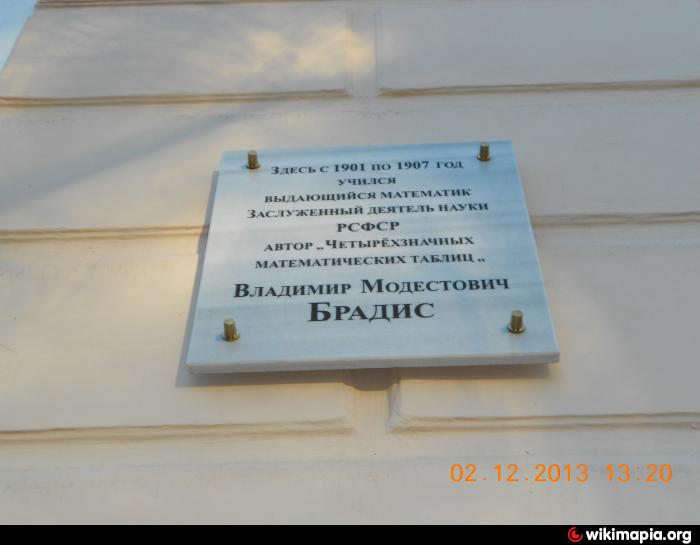 Здесь с 1901 по 1907 год
учился
выдающийся математик
Заслуженный деятель науки
РСФСР
автор „Четырёхзначных
математических таблиц „
Владимир Модестович
Брадис
02.12.2013 13:20
wikimapia.org